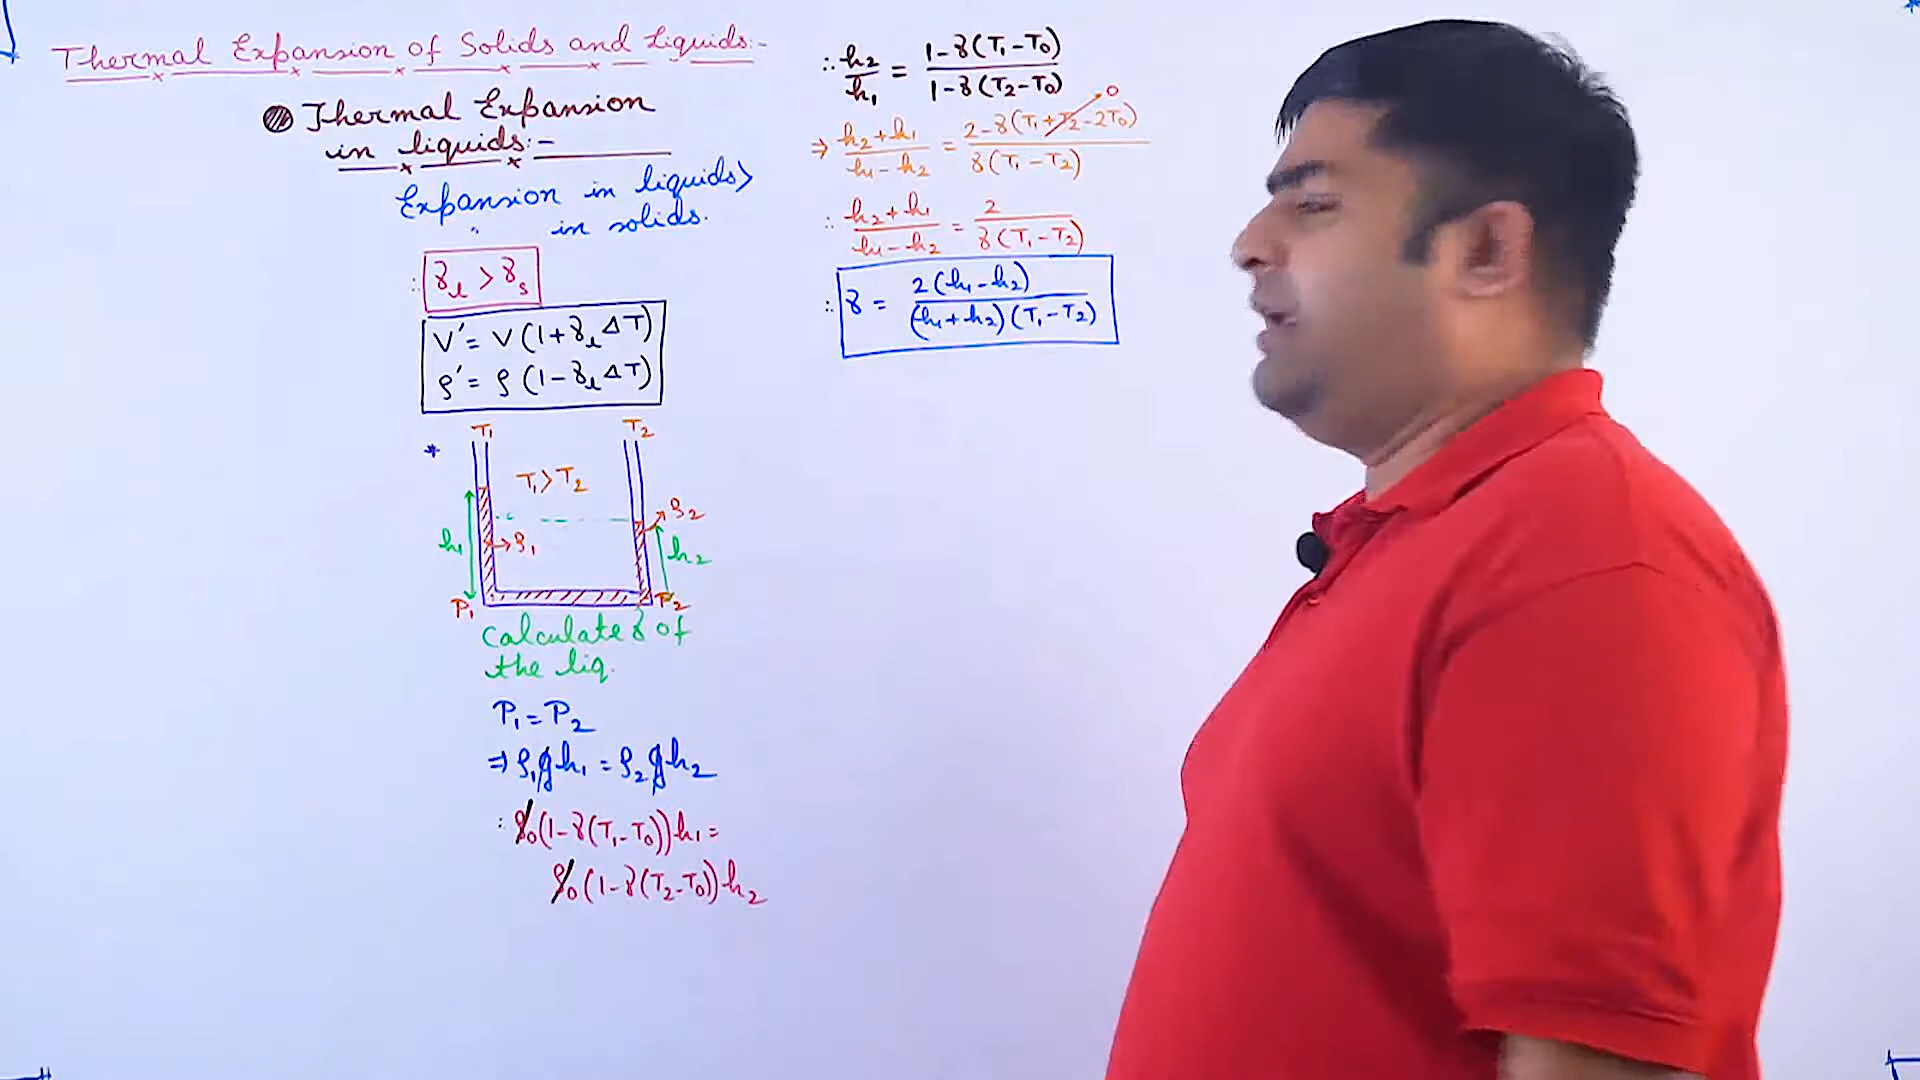 Thermal Expansion of Solids and Liquids:-
Thermal Expansion
in liquids:-
Expansion in liquids>
" in solids.
∴ γₗ > γₛ
V′ = V(1+γₗΔT)
ρ′ = ρ(1-γₗΔT)
T₁ T₂
* T₁>T₂
ρ₂
h₁ ρ₁ h₂
P₁ P₂
Calculate γ of
the liq.
P₁ = P₂
⇒ ρ₁gh₁ = ρ₂gh₂
∴ ρ₀(1-γ(T₁-T₀))h₁ =
ρ₀(1-γ(T₂-T₀))h₂
∴ h₂/h₁ = (1-γ(T₁-T₀))/(1-γ(T₂-T₀))
⇒ (h₂+h₁)/(h₁-h₂) = (2-γ(T₁+T₂-2T₀))/(γ(T₁-T₂)) 0
∴ (h₂+h₁)/(h₁-h₂) = 2/(γ(T₁-T₂))
∴ γ = 2(h₁-h₂)/((h₁+h₂)(T₁-T₂))